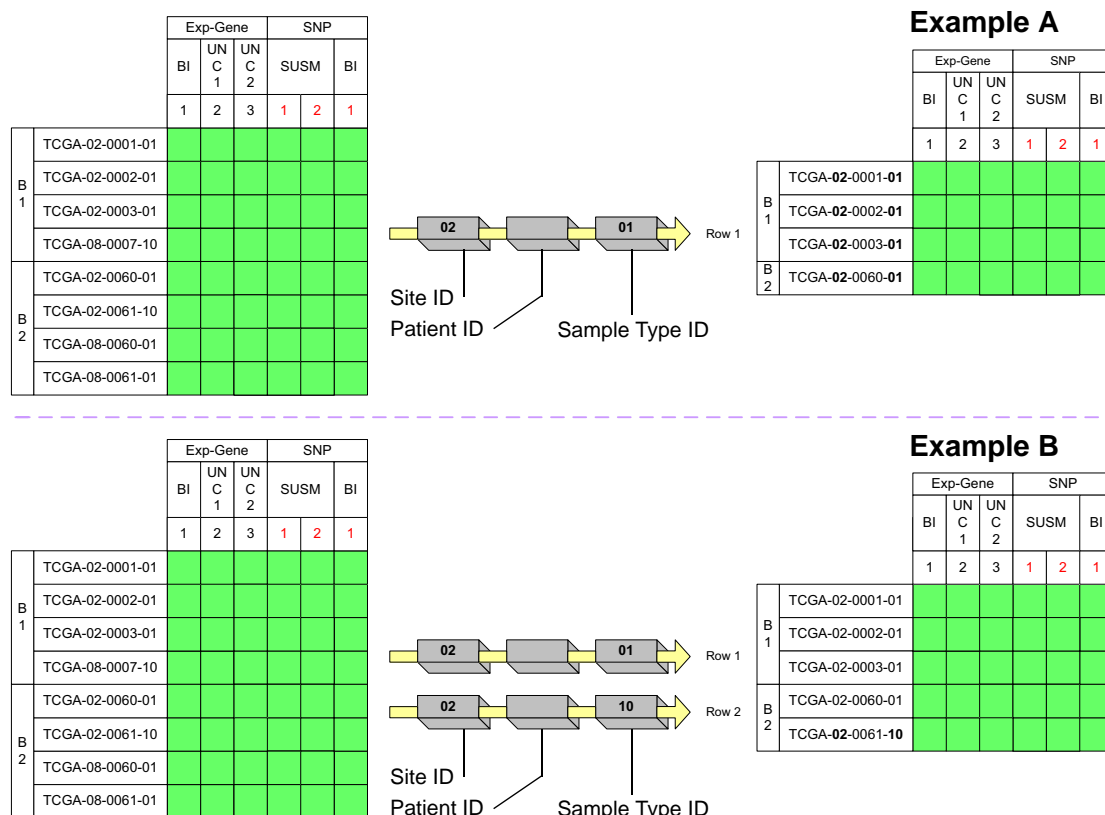 Example A
Exp-Gene SNP
BI UN C 1 UN C 2 SUSM BI
1 2 3 1 2 1
B 1
TCGA-02-0001-01
TCGA-02-0002-01
TCGA-02-0003-01
TCGA-08-0007-10
B 2
TCGA-02-0060-01
TCGA-02-0061-10
TCGA-08-0060-01
TCGA-08-0061-01
02 01 Row 1
Site ID
Patient ID
Sample Type ID
Exp-Gene SNP
BI UN C 1 UN C 2 SUSM BI
1 2 3 1 2 1
B 1
TCGA-02-0001-01
TCGA-02-0002-01
TCGA-02-0003-01
B 2
TCGA-02-0060-01
Example B
Exp-Gene SNP
BI UN C 1 UN C 2 SUSM BI
1 2 3 1 2 1
B 1
TCGA-02-0001-01
TCGA-02-0002-01
TCGA-02-0003-01
TCGA-08-0007-10
B 2
TCGA-02-0060-01
TCGA-02-0061-10
TCGA-08-0060-01
TCGA-08-0061-01
02 01 Row 1
02 10 Row 2
Site ID
Patient ID
Sample Type ID
Exp-Gene SNP
BI UN C 1 UN C 2 SUSM BI
1 2 3 1 2 1
B 1
TCGA-02-0001-01
TCGA-02-0002-01
TCGA-02-0003-01
B 2
TCGA-02-0060-01
TCGA-02-0061-10